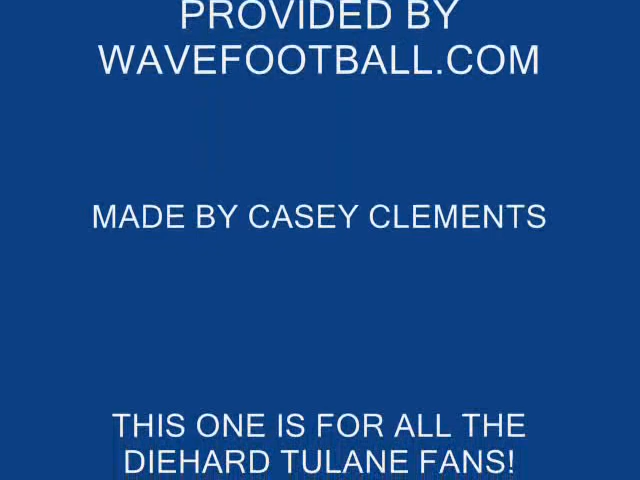 PROVIDED BY
WAVEFOOTBALL.COM
MADE BY CASEY CLEMENTS
THIS ONE IS FOR ALL THE
DIEHARD TULANE FANS!